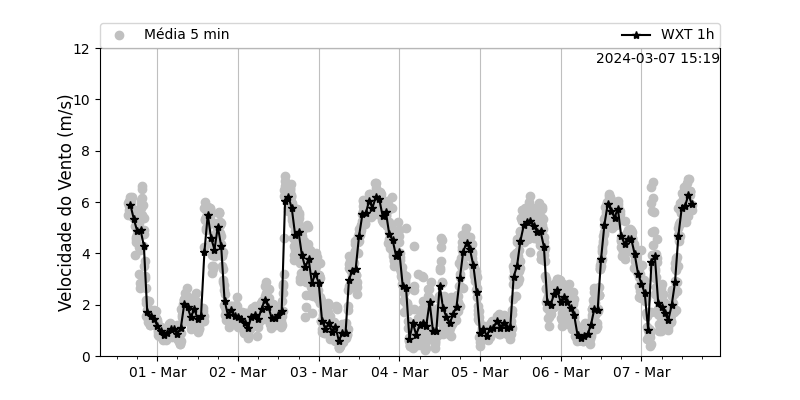 Média 5 min
WXT 1h
2024-03-07 15:19
Velocidade do Vento (m/s)
12
10
8
6
4
2
0
01 - Mar
02 - Mar
03 - Mar
04 - Mar
05 - Mar
06 - Mar
07 - Mar